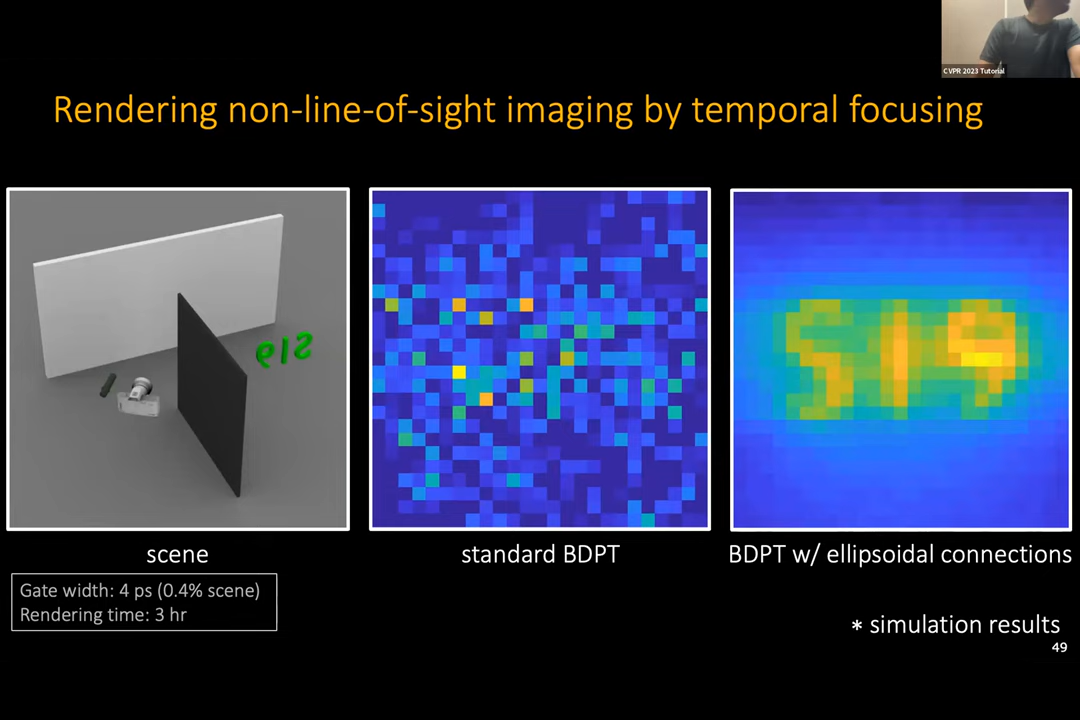 CVPR 2023 Tutorial
Rendering non-line-of-sight imaging by temporal focusing
scene
standard BDPT
BDPT w/ ellipsoidal connections
Gate width: 4 ps (0.4% scene)
Rendering time: 3 hr
* simulation results
49